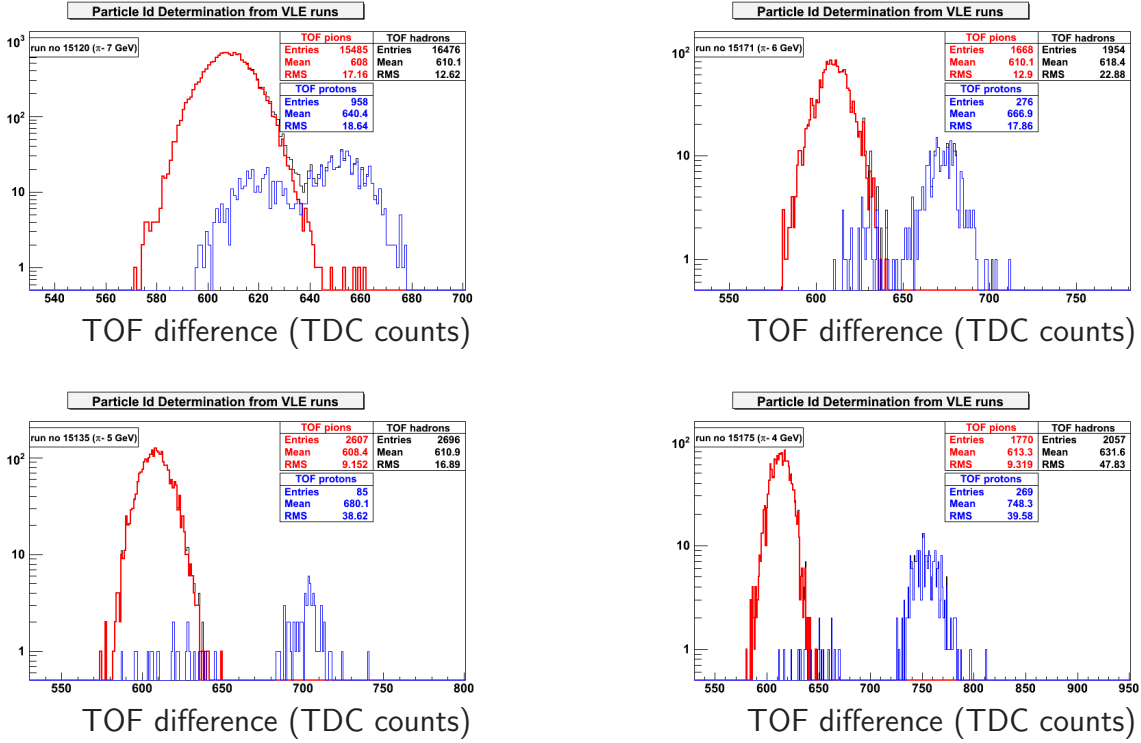 Particle Id Determination from VLE runs
run no 15120 (π- 7 GeV)
TOF pions
Entries 15485
Mean 608
RMS 17.16
TOF hadrons
Entries 16476
Mean 610.1
RMS 12.62
TOF protons
Entries 958
Mean 640.4
RMS 18.64
10³
10²
10
1
540 560 580 600 620 640 660 680 700
TOF difference (TDC counts)
Particle Id Determination from VLE runs
run no 15171 (π- 6 GeV)
TOF pions
Entries 1668
Mean 610.1
RMS 12.9
TOF hadrons
Entries 1954
Mean 618.4
RMS 22.88
TOF protons
Entries 276
Mean 666.9
RMS 17.86
10²
10
1
550 600 650 700 750
TOF difference (TDC counts)
Particle Id Determination from VLE runs
run no 15135 (π- 5 GeV)
TOF pions
Entries 2607
Mean 608.4
RMS 9.152
TOF hadrons
Entries 2696
Mean 610.9
RMS 16.89
TOF protons
Entries 85
Mean 680.1
RMS 38.62
10²
10
1
550 600 650 700 750 800
TOF difference (TDC counts)
Particle Id Determination from VLE runs
run no 15175 (π- 4 GeV)
TOF pions
Entries 1770
Mean 613.3
RMS 9.319
TOF hadrons
Entries 2057
Mean 631.6
RMS 47.83
TOF protons
Entries 269
Mean 748.3
RMS 39.58
10²
10
1
550 600 650 700 750 800 850 900 950
TOF difference (TDC counts)